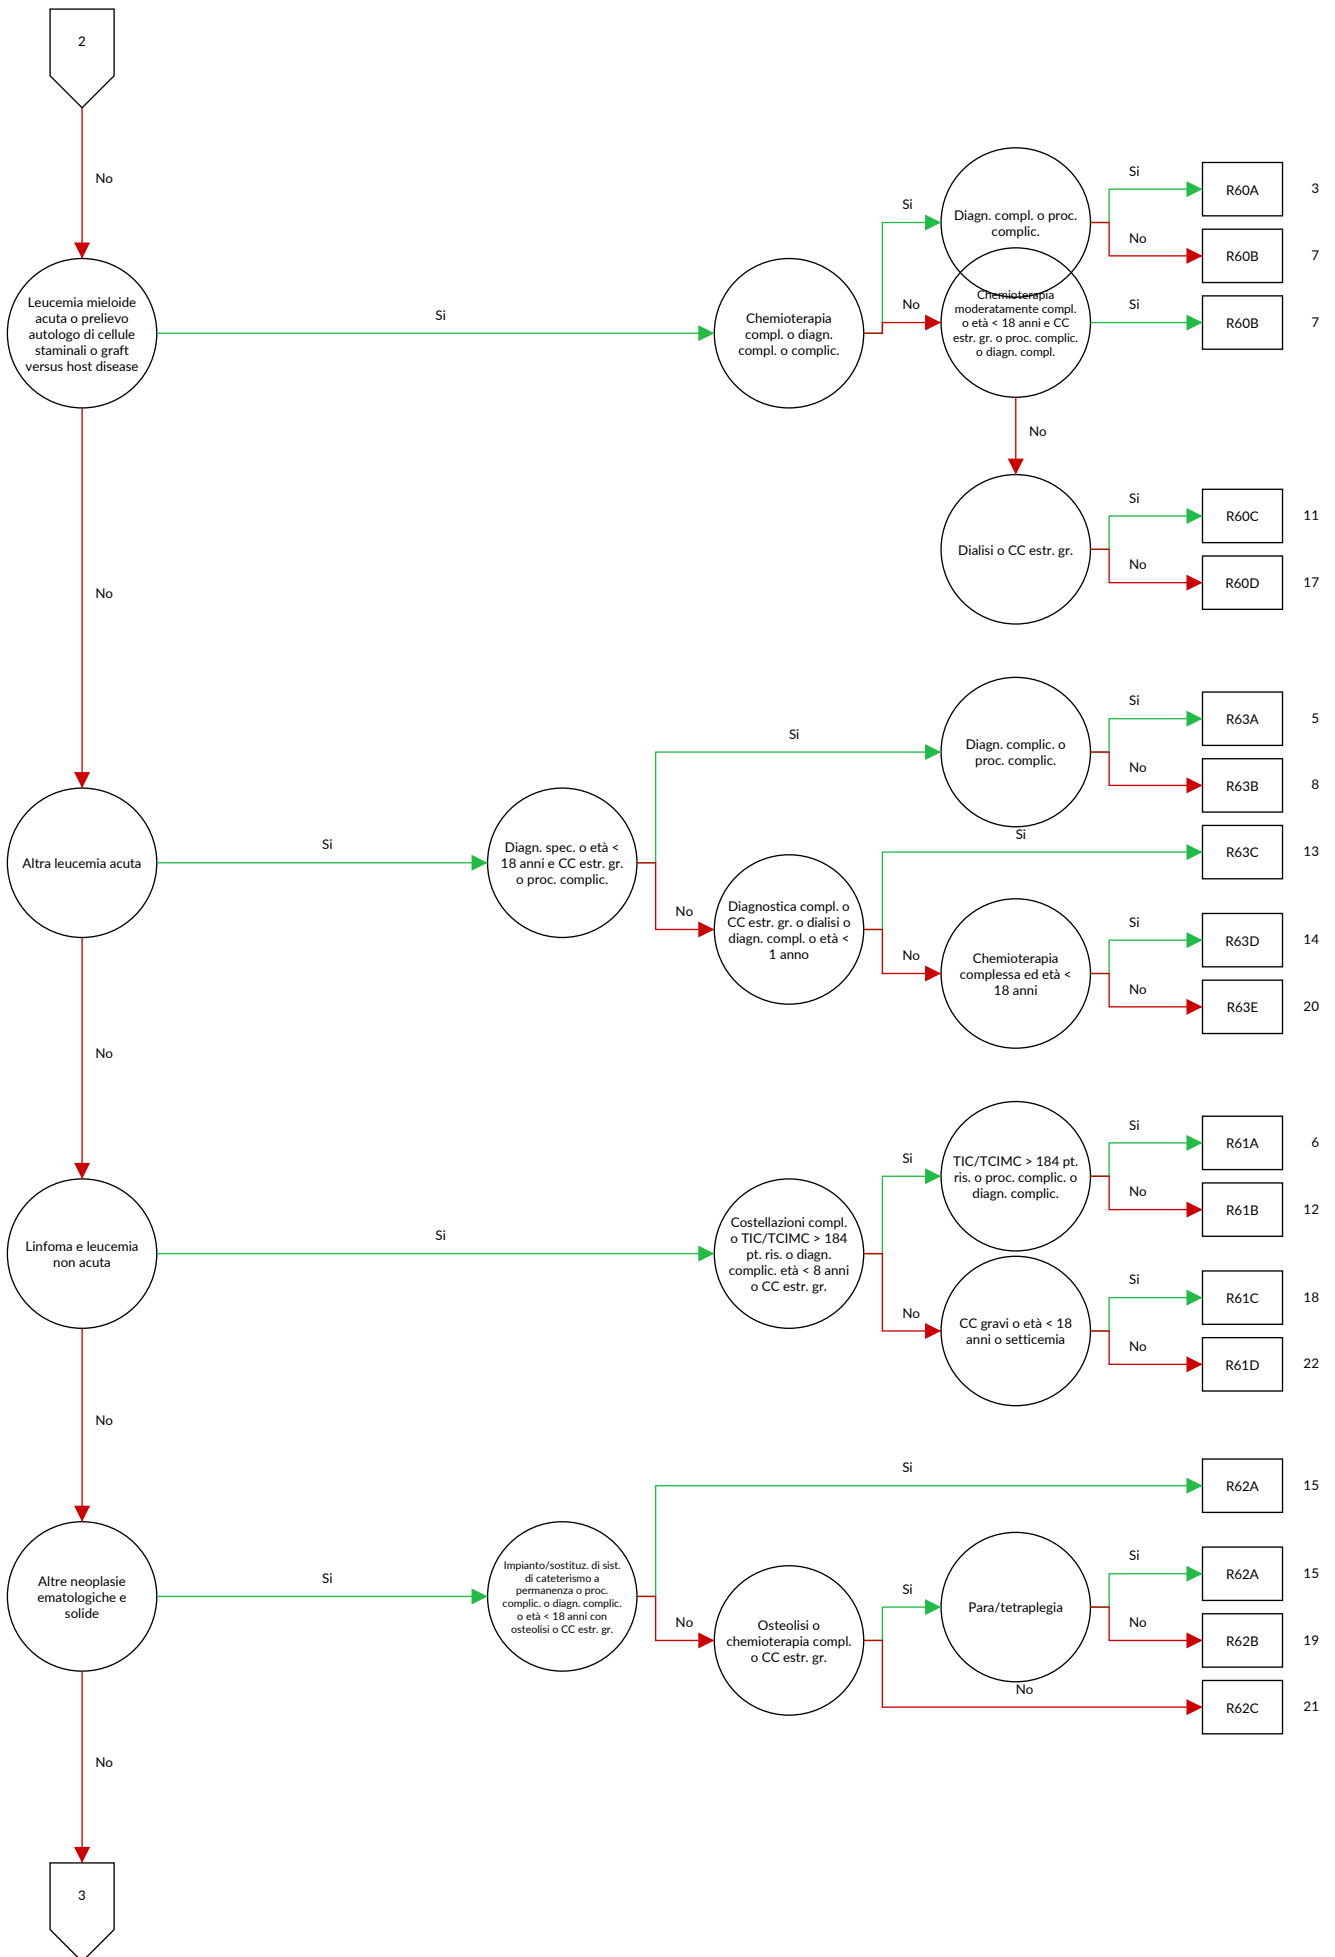 2
No
Leucemia mieloide
acuta o prelievo
autologo di cellule
staminali o graft
versus host disease
Si
Chemioterapia
compl. o diagn.
compl. o complic.
Si
Diagn. compl. o proc.
complic.
Si
R60A
3
No
R60B
7
No
Chemioterapia
moderatamente compl.
o età < 18 anni e CC
estr. gr. o proc. complic.
o diagn. compl.
Si
R60B
7
No
Dialisi o CC estr. gr.
Si
R60C
11
No
R60D
17
No
Altra leucemia acuta
Si
Diagn. spec. o età <
18 anni e CC estr. gr.
o proc. complic.
Si
Diagn. complic. o
proc. complic.
Si
R63A
5
No
R63B
8
No
Diagnostica compl. o
CC estr. gr. o dialisi o
diagn. compl. o età <
1 anno
Si
R63C
13
No
Chemioterapia
complessa ed età <
18 anni
Si
R63D
14
No
R63E
20
No
Linfoma e leucemia
non acuta
Si
Costellazioni compl.
o TIC/TCIMC > 184
pt. ris. o diagn.
complic. età < 8 anni
o CC estr. gr.
Si
TIC/TCIMC > 184 pt.
ris. o proc. complic. o
diagn. complic.
Si
R61A
6
No
R61B
12
No
CC gravi o età < 18
anni o setticemia
Si
R61C
18
No
R61D
22
No
Altre neoplasie
ematologiche e
solide
Si
Impianto/sostituz. di sist.
di cateterismo a
permanenza o proc.
complic. o diagn. complic.
o età < 18 anni con
osteolisi o CC estr. gr.
Si
R62A
15
No
Osteolisi o
chemioterapia compl.
o CC estr. gr.
Si
Para/tetraplegia
Si
R62A
15
No
R62B
19
No
R62C
21
No
3